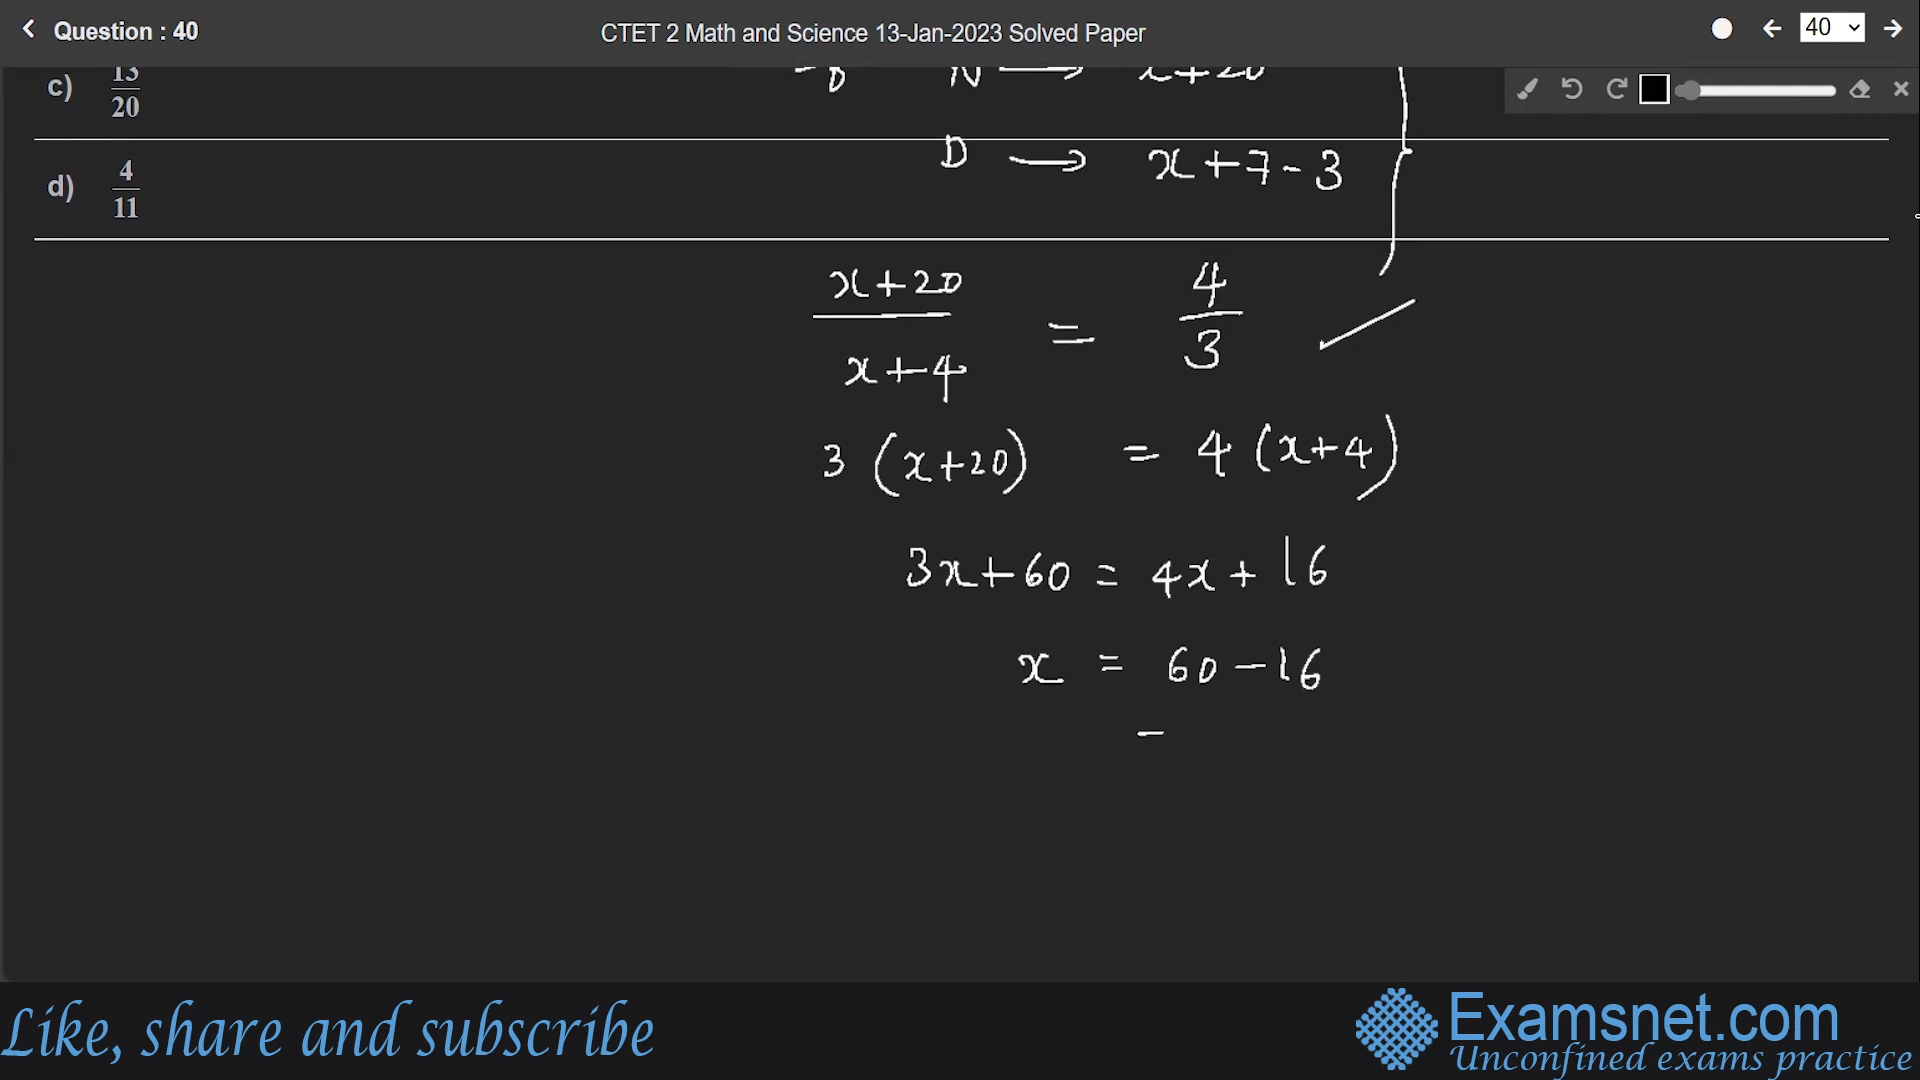 Question : 40
CTET 2 Math and Science 13-Jan-2023 Solved Paper
40
c) 13/20
N → x+20
D → x+7-3
d) 4/11
(x+20)/(x+4) = 4/3
3 (x+20) = 4 (x+4)
3x+60 = 4x+16
x = 60-16
Like, share and subscribe
Examsnet.com
Unconfined exams practice